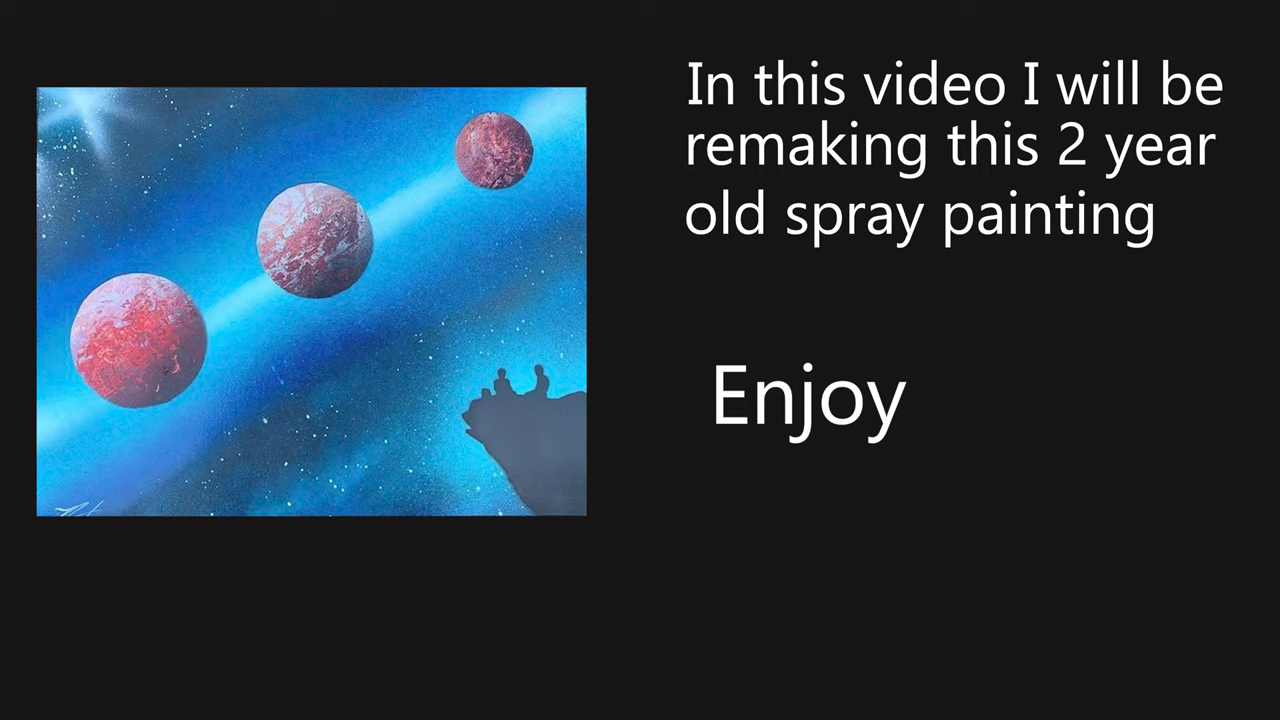 In this video I will be
remaking this 2 year
old spray painting
Enjoy